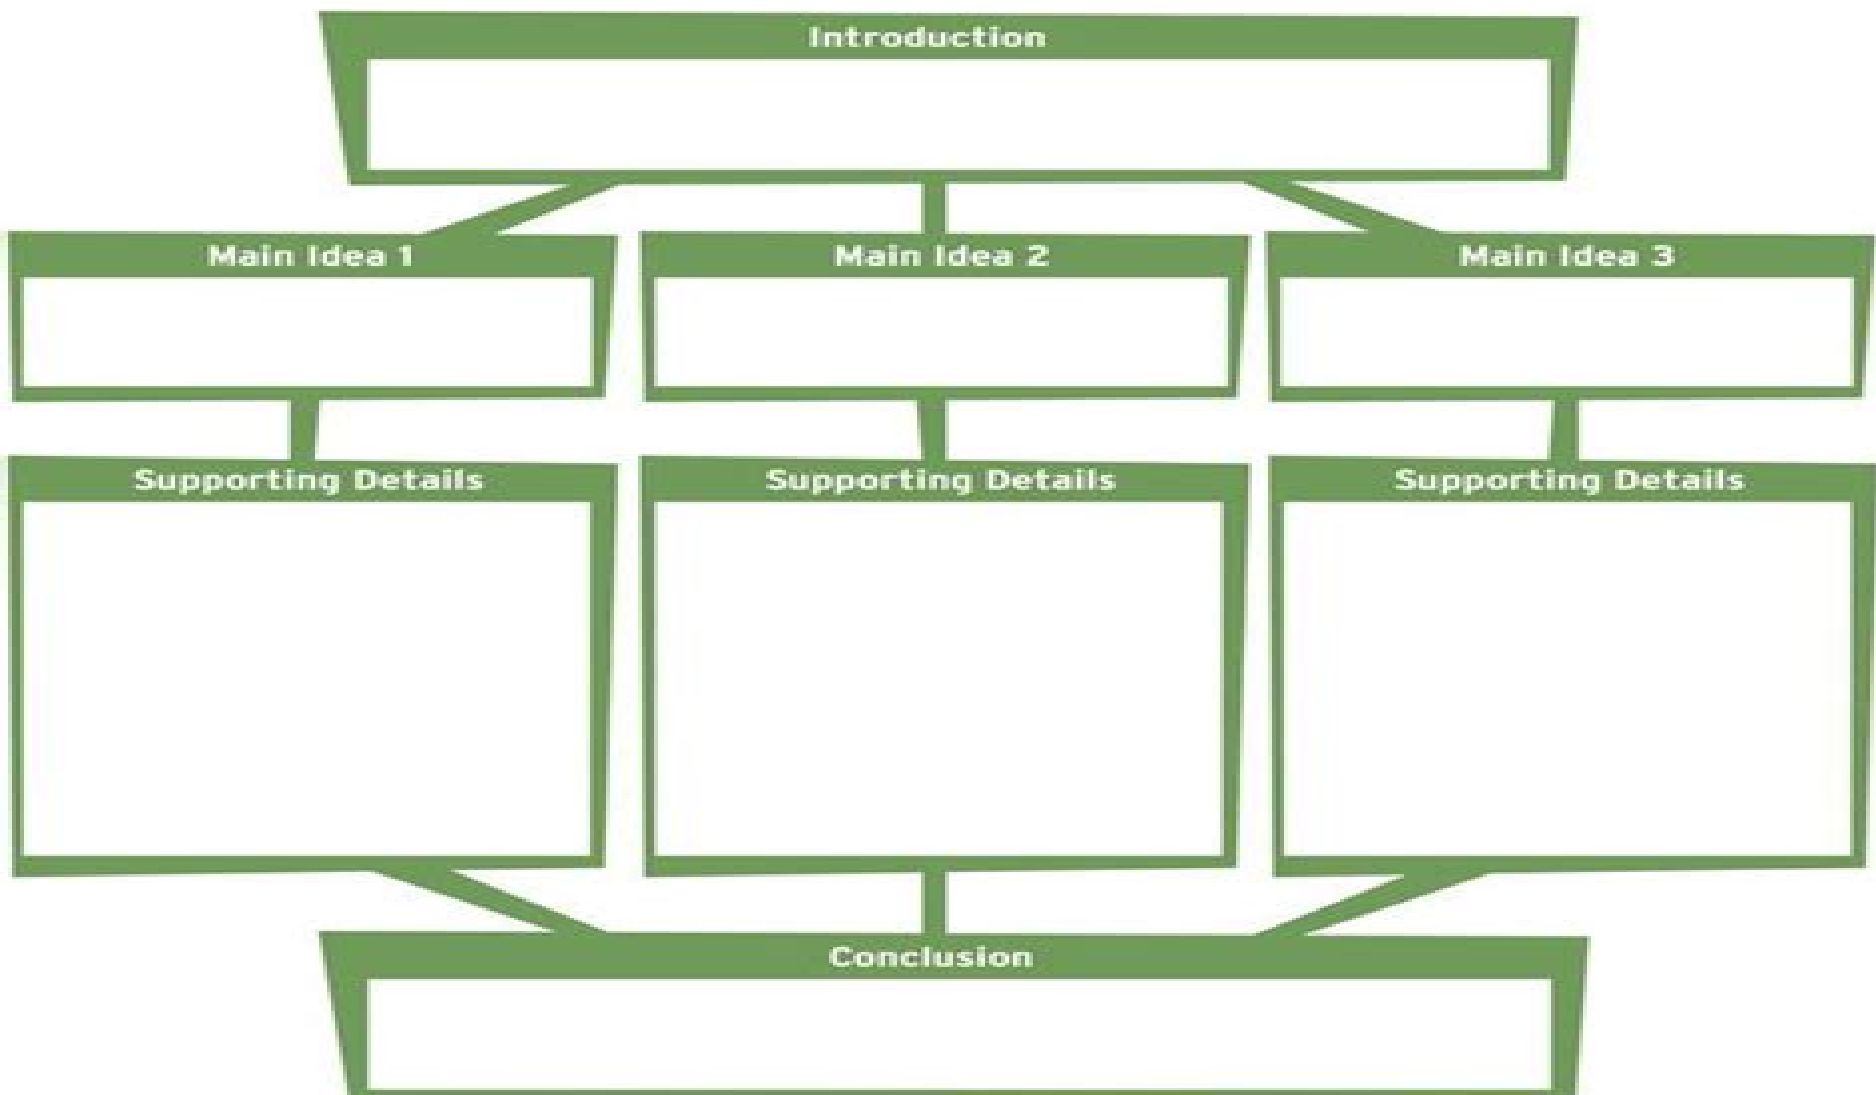 Introduction
Main Idea 1
Main Idea 2
Main Idea 3
Supporting Details
Supporting Details
Supporting Details
Conclusion